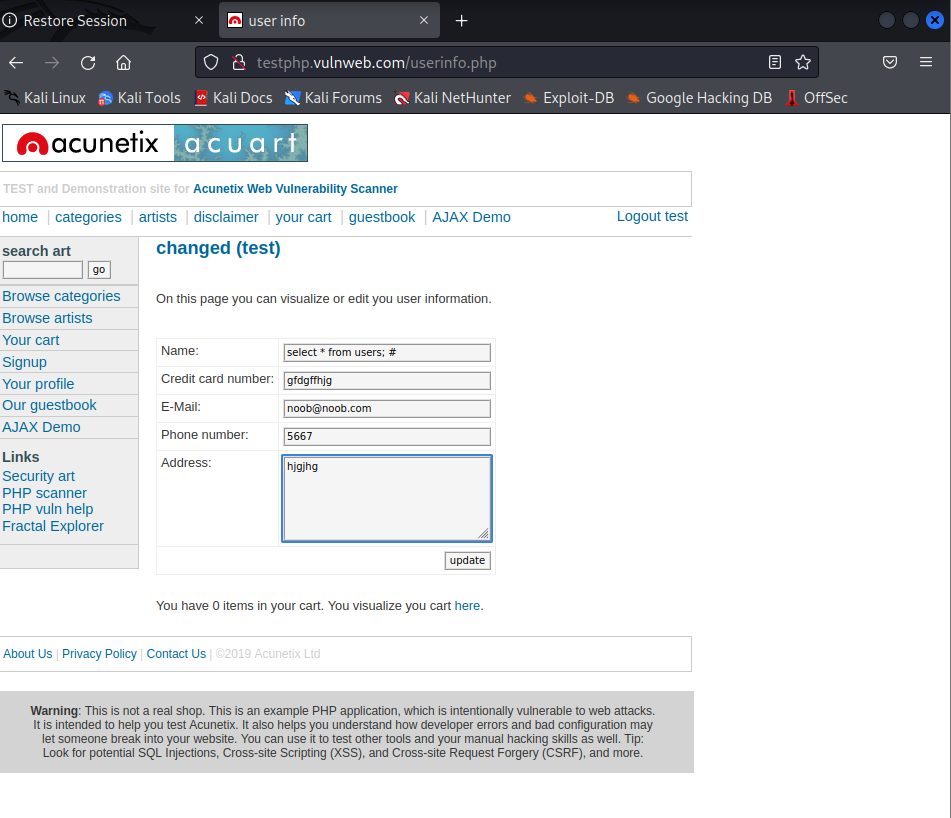 Restore Session
user info
testphp.vulnweb.com/userinfo.php
Kali Linux Kali Tools Kali Docs Kali Forums Kali NetHunter Exploit-DB Google Hacking DB OffSec
acunetix acuart
TEST and Demonstration site for Acunetix Web Vulnerability Scanner
home | categories | artists | disclaimer | your cart | guestbook | AJAX Demo
Logout test
search art
go
Browse categories
Browse artists
Your cart
Signup
Your profile
Our guestbook
AJAX Demo
Links
Security art
PHP scanner
PHP vuln help
Fractal Explorer
changed (test)
On this page you can visualize or edit you user information.
Name: select * from users; #
Credit card number: gfdgffhjg
E-Mail: noob@noob.com
Phone number: 5667
Address: hjgjhg
update
You have 0 items in your cart. You visualize you cart here.
About Us | Privacy Policy | Contact Us | ©2019 Acunetix Ltd
Warning: This is not a real shop. This is an example PHP application, which is intentionally vulnerable to web attacks.
It is intended to help you test Acunetix. It also helps you understand how developer errors and bad configuration may
let someone break into your website. You can use it to test other tools and your manual hacking skills as well. Tip:
Look for potential SQL Injections, Cross-site Scripting (XSS), and Cross-site Request Forgery (CSRF), and more.